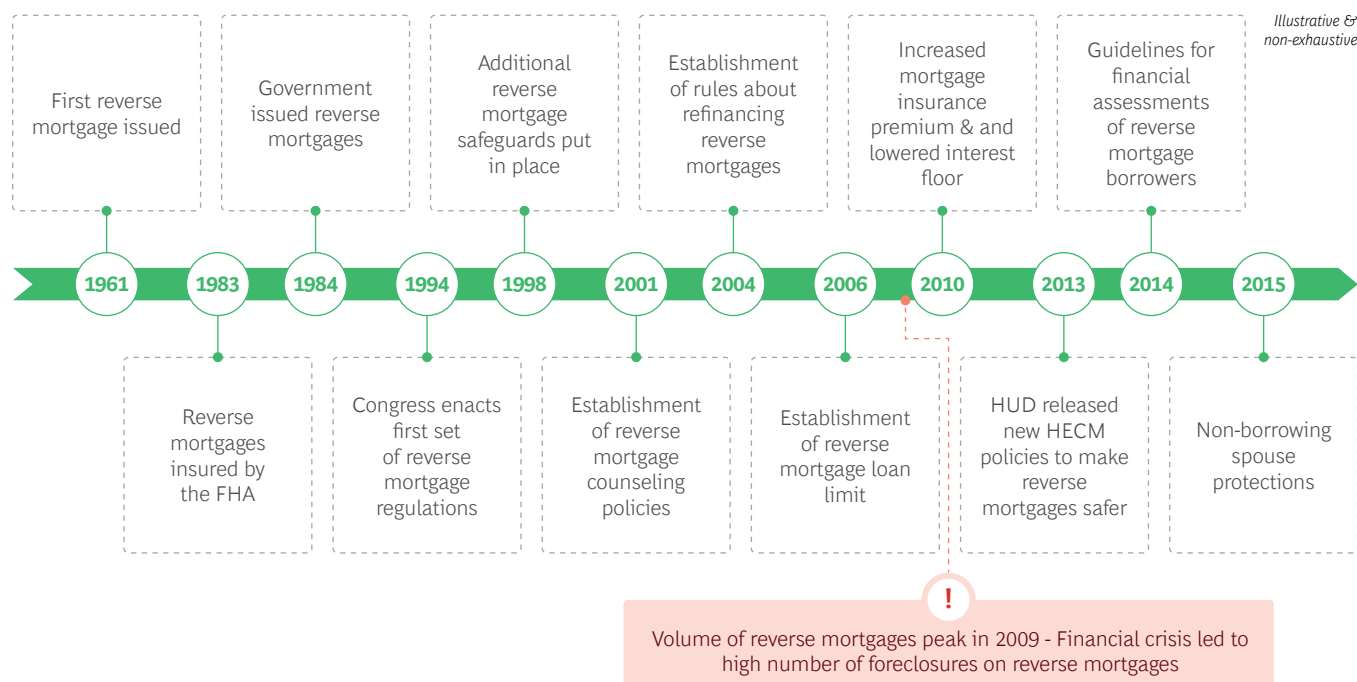 Illustrative &
non-exhaustive
First reverse
mortgage issued
Government
issued reverse
mortgages
Additional
reverse
mortgage
safeguards put
in place
Establishment
of rules about
refinancing
reverse
mortgages
Increased
mortgage
insurance
premium & and
lowered interest
floor
Guidelines for
financial
assessments
of reverse
mortgage
borrowers
1961
1983
1984
1994
1998
2001
2004
2006
2010
2013
2014
2015
Reverse
mortgages
insured by
the FHA
Congress enacts
first set
of reverse
mortgage
regulations
Establishment
of reverse
mortgage
counseling
policies
Establishment
of reverse
mortgage loan
limit
HUD released
new HECM
policies to make
reverse
mortgages safer
Non-borrowing
spouse
protections
!
Volume of reverse mortgages peak in 2009 - Financial crisis led to
high number of foreclosures on reverse mortgages